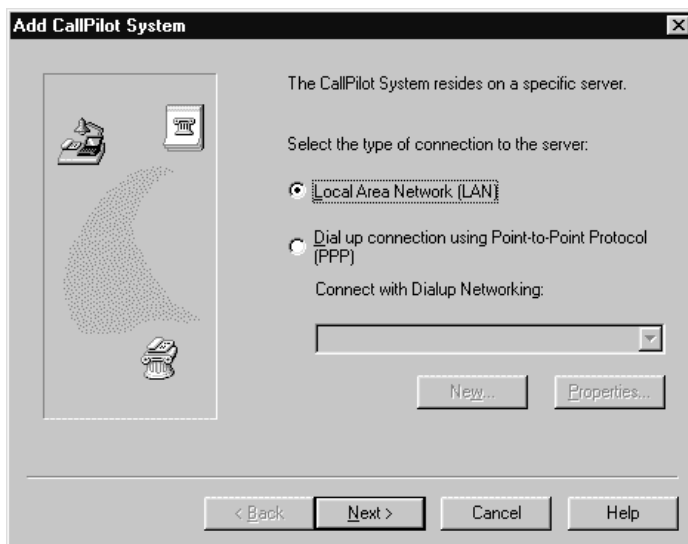 Add CallPilot System
The CallPilot System resides on a specific server.
Select the type of connection to the server:
Local Area Network (LAN)
Dial up connection using Point-to-Point Protocol
(PPP)
Connect with Dialup Networking:
New...
Properties...
< Back
Next >
Cancel
Help